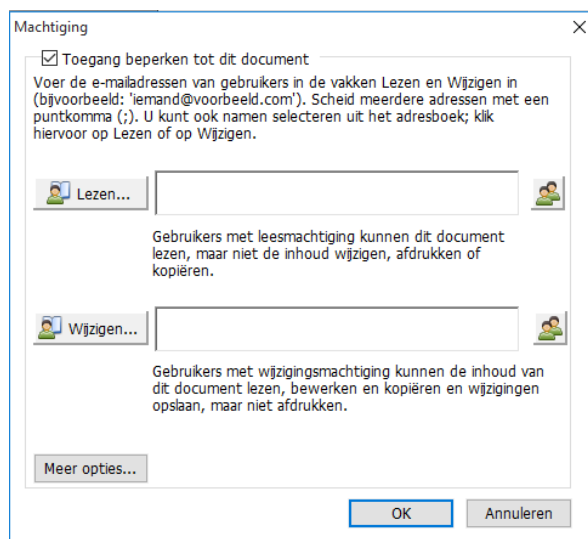 Machtiging
Toegang beperken tot dit document
Voer de e-mailadressen van gebruikers in de vakken Lezen en Wijzigen in
(bijvoorbeeld: 'iemand@voorbeeld.com'). Scheid meerdere adressen met een
puntkomma (;). U kunt ook namen selecteren uit het adresboek; klik
hiervoor op Lezen of op Wijzigen.
Lezen...
Gebruikers met leesmachtiging kunnen dit document
lezen, maar niet de inhoud wijzigen, afdrukken of
kopiëren.
Wijzigen...
Gebruikers met wijzigingsmachtiging kunnen de inhoud van
dit document lezen, bewerken en kopiëren en wijzigingen
opslaan, maar niet afdrukken.
Meer opties...
OK
Annuleren